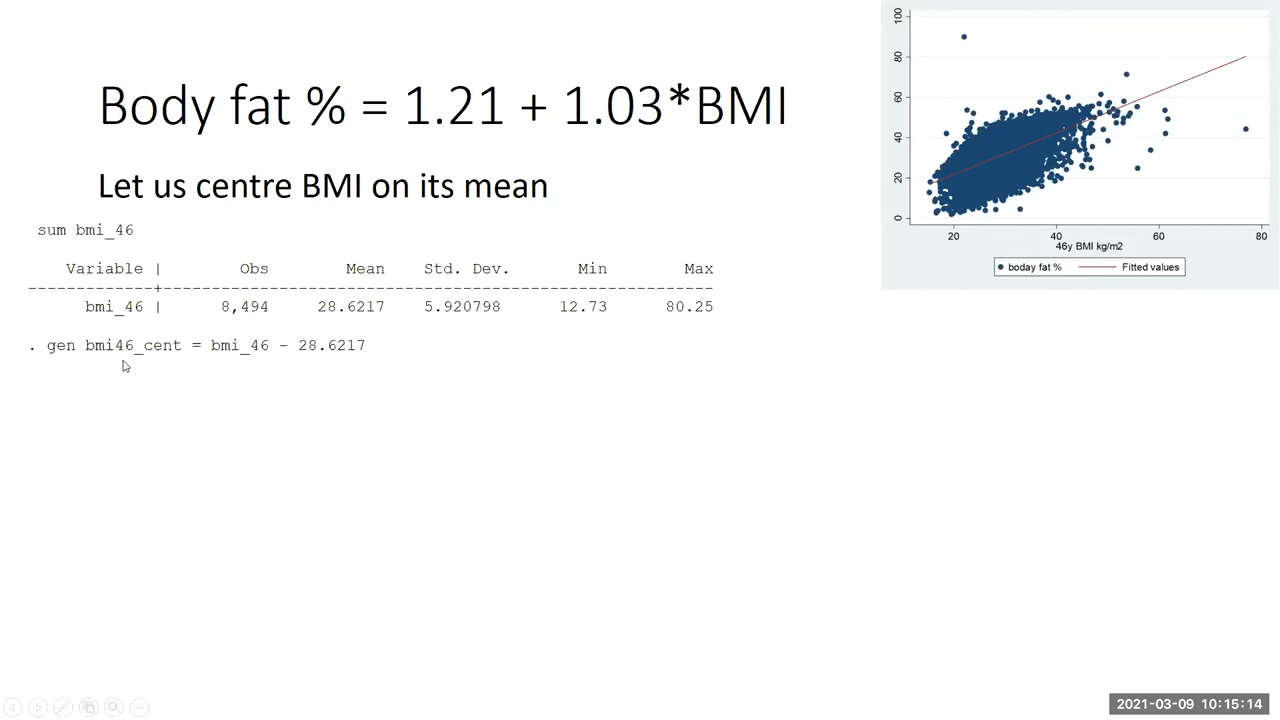 Body fat % = 1.21 + 1.03*BMI
Let us centre BMI on its mean
sum bmi_46
Variable | Obs Mean Std. Dev. Min Max
-------------+---------------------------------------------------------
bmi_46 | 8,494 28.6217 5.920798 12.73 80.25
. gen bmi46_cent = bmi_46 - 28.6217
100
80
60
40
20
0
20 40 60 80
46y BMI kg/m2
boday fat % Fitted values
2021-03-09 10:15:14